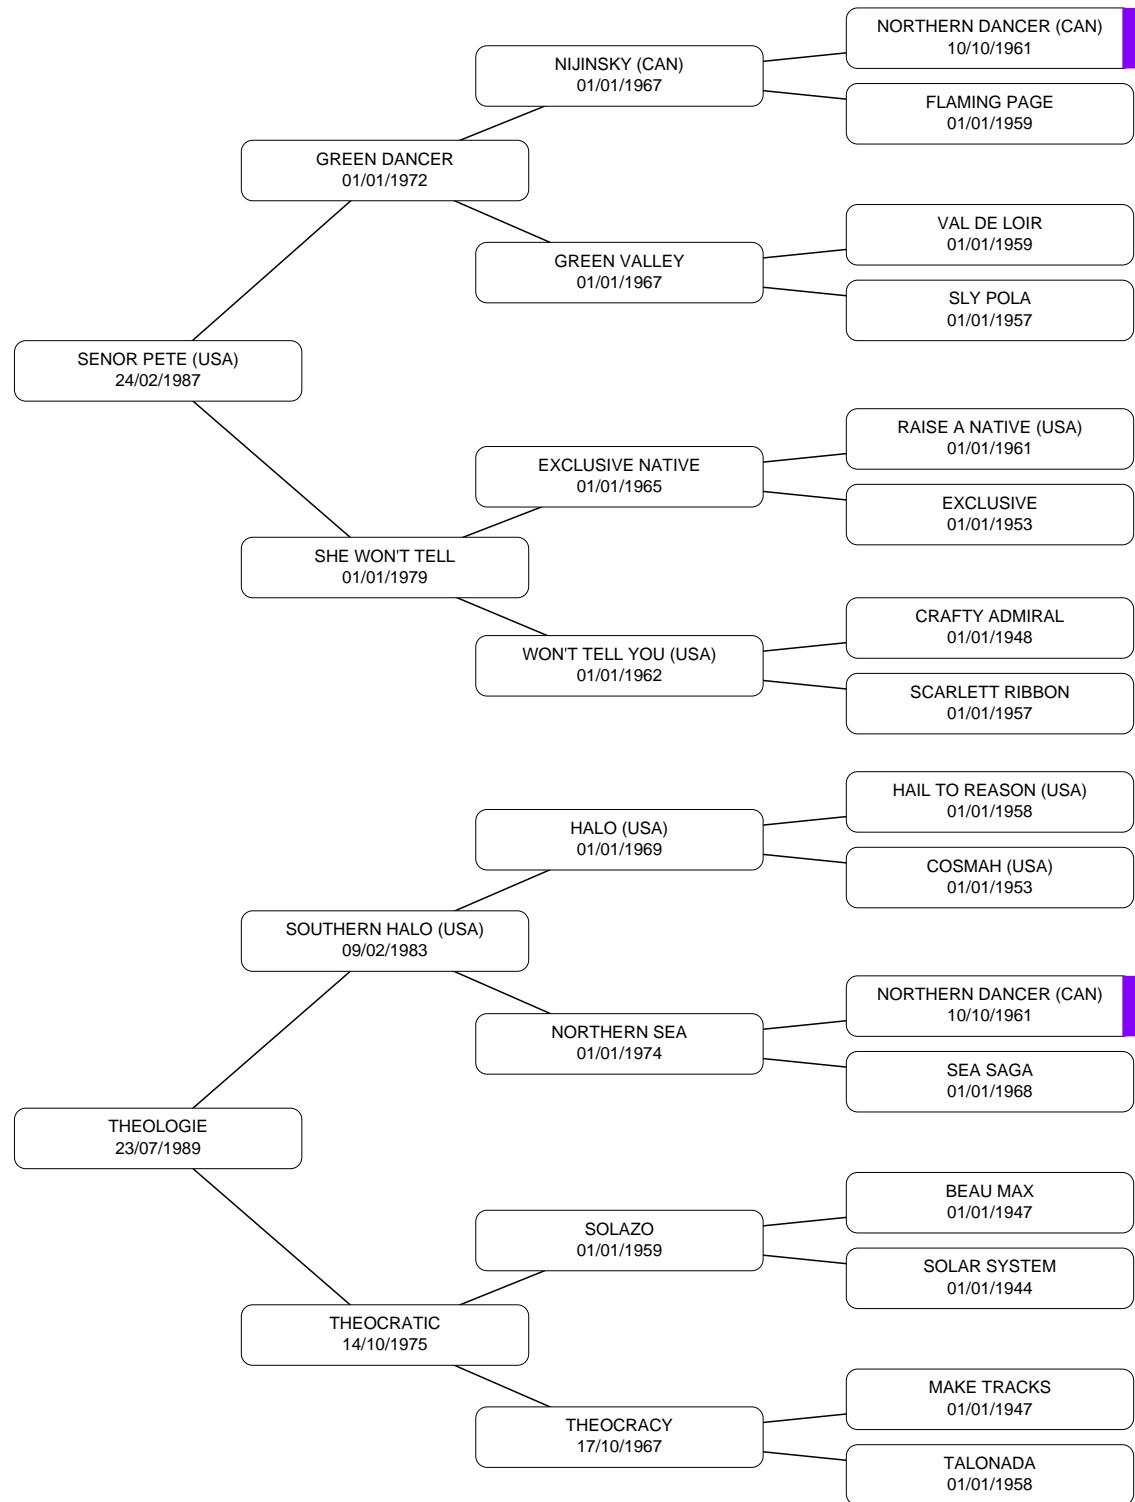 NORTHERN DANCER (CAN)
10/10/1961
NIJINSKY (CAN)
01/01/1967
FLAMING PAGE
01/01/1959
GREEN DANCER
01/01/1972
VAL DE LOIR
01/01/1959
GREEN VALLEY
01/01/1967
SLY POLA
01/01/1957
SENOR PETE (USA)
24/02/1987
RAISE A NATIVE (USA)
01/01/1961
EXCLUSIVE NATIVE
01/01/1965
EXCLUSIVE
01/01/1953
SHE WON'T TELL
01/01/1979
CRAFTY ADMIRAL
01/01/1948
WON'T TELL YOU (USA)
01/01/1962
SCARLETT RIBBON
01/01/1957
HAIL TO REASON (USA)
01/01/1958
HALO (USA)
01/01/1969
COSMAH (USA)
01/01/1953
SOUTHERN HALO (USA)
09/02/1983
NORTHERN DANCER (CAN)
10/10/1961
NORTHERN SEA
01/01/1974
SEA SAGA
01/01/1968
THEOLOGIE
23/07/1989
BEAU MAX
01/01/1947
SOLAZO
01/01/1959
SOLAR SYSTEM
01/01/1944
THEOCRATIC
14/10/1975
MAKE TRACKS
01/01/1947
THEOCRACY
17/10/1967
TALONADA
01/01/1958